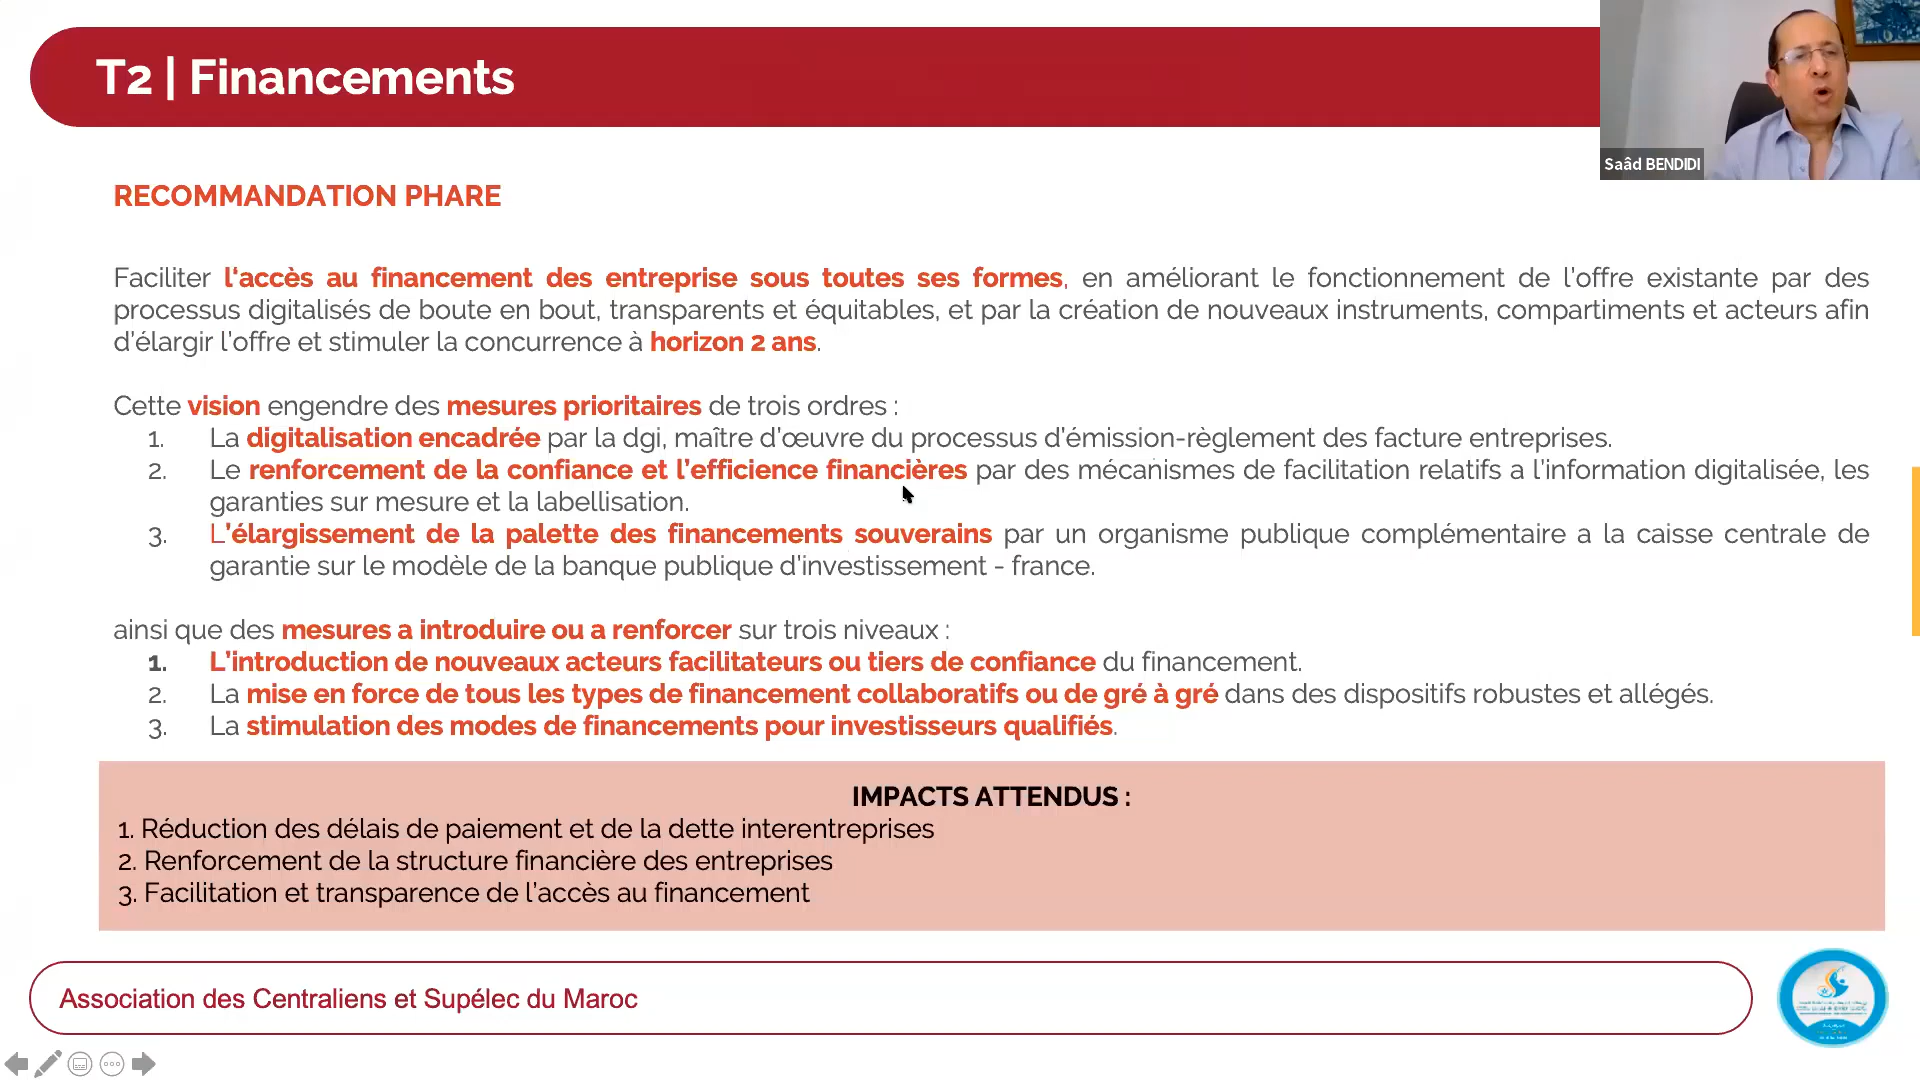 T2 | Financements
Saâd BENDIDI
RECOMMANDATION PHARE
Faciliter l‘accès au financement des entreprise sous toutes ses formes, en améliorant le fonctionnement de l’offre existante par des
processus digitalisés de boute en bout, transparents et équitables, et par la création de nouveaux instruments, compartiments et acteurs afin
d’élargir l’offre et stimuler la concurrence à horizon 2 ans.
Cette vision engendre des mesures prioritaires de trois ordres :
1. La digitalisation encadrée par la dgi, maître d’œuvre du processus d’émission-règlement des facture entreprises.
2. Le renforcement de la confiance et l’efficience financières par des mécanismes de facilitation relatifs a l’information digitalisée, les
garanties sur mesure et la labellisation.
3. L’élargissement de la palette des financements souverains par un organisme publique complémentaire a la caisse centrale de
garantie sur le modèle de la banque publique d’investissement - france.
ainsi que des mesures a introduire ou a renforcer sur trois niveaux :
1. L’introduction de nouveaux acteurs facilitateurs ou tiers de confiance du financement.
2. La mise en force de tous les types de financement collaboratifs ou de gré à gré dans des dispositifs robustes et allégés.
3. La stimulation des modes de financements pour investisseurs qualifiés.
IMPACTS ATTENDUS :
1. Réduction des délais de paiement et de la dette interentreprises
2. Renforcement de la structure financière des entreprises
3. Facilitation et transparence de l’accès au financement
Association des Centraliens et Supélec du Maroc